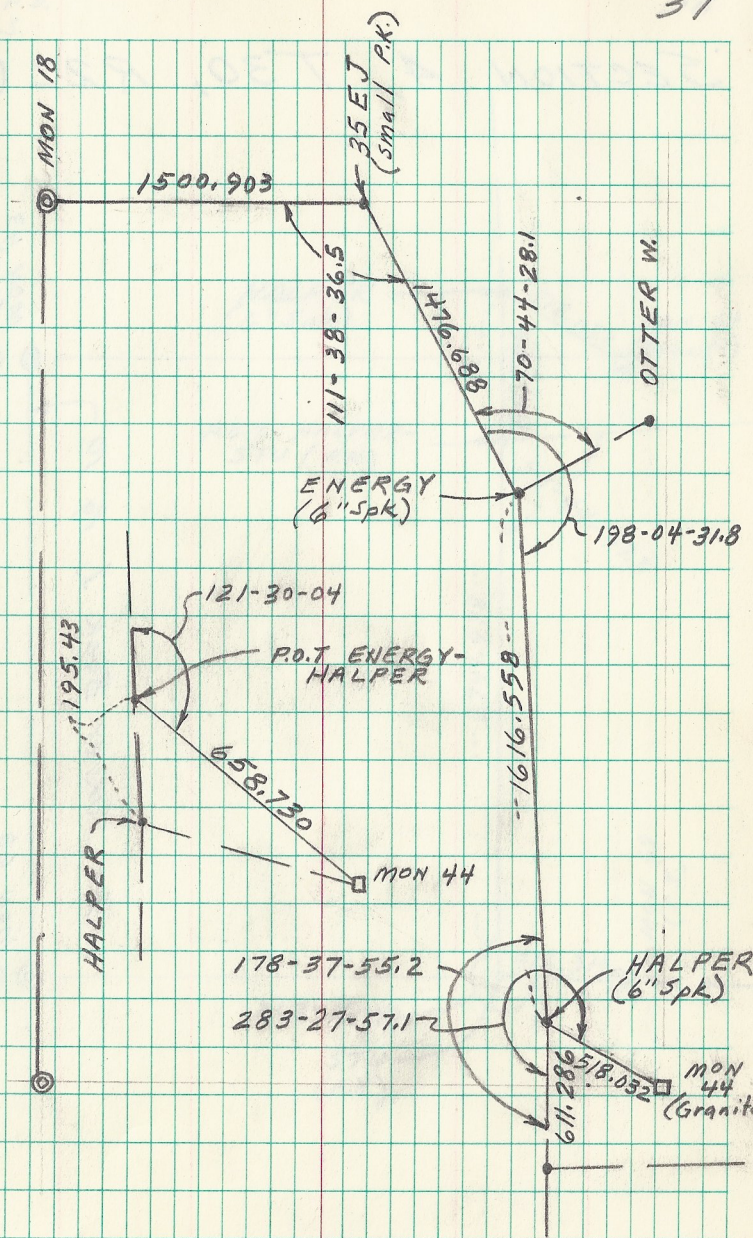 MON 18
1500.903
35 EJ
(small P.K.)
111-38-36.5
1476.688
70-44-28.1
OTTER W.
ENERGY
(6" Spk)
198-04-31.8
121-30-04
195.43
P.O.T ENERGY-
HALPER
658.730
--1616.558--
HALPER
MON 44
178-37-55.2
283-27-57.1
HALPER
(6" Spk)
518.032
611.286
MON
44
(Granite